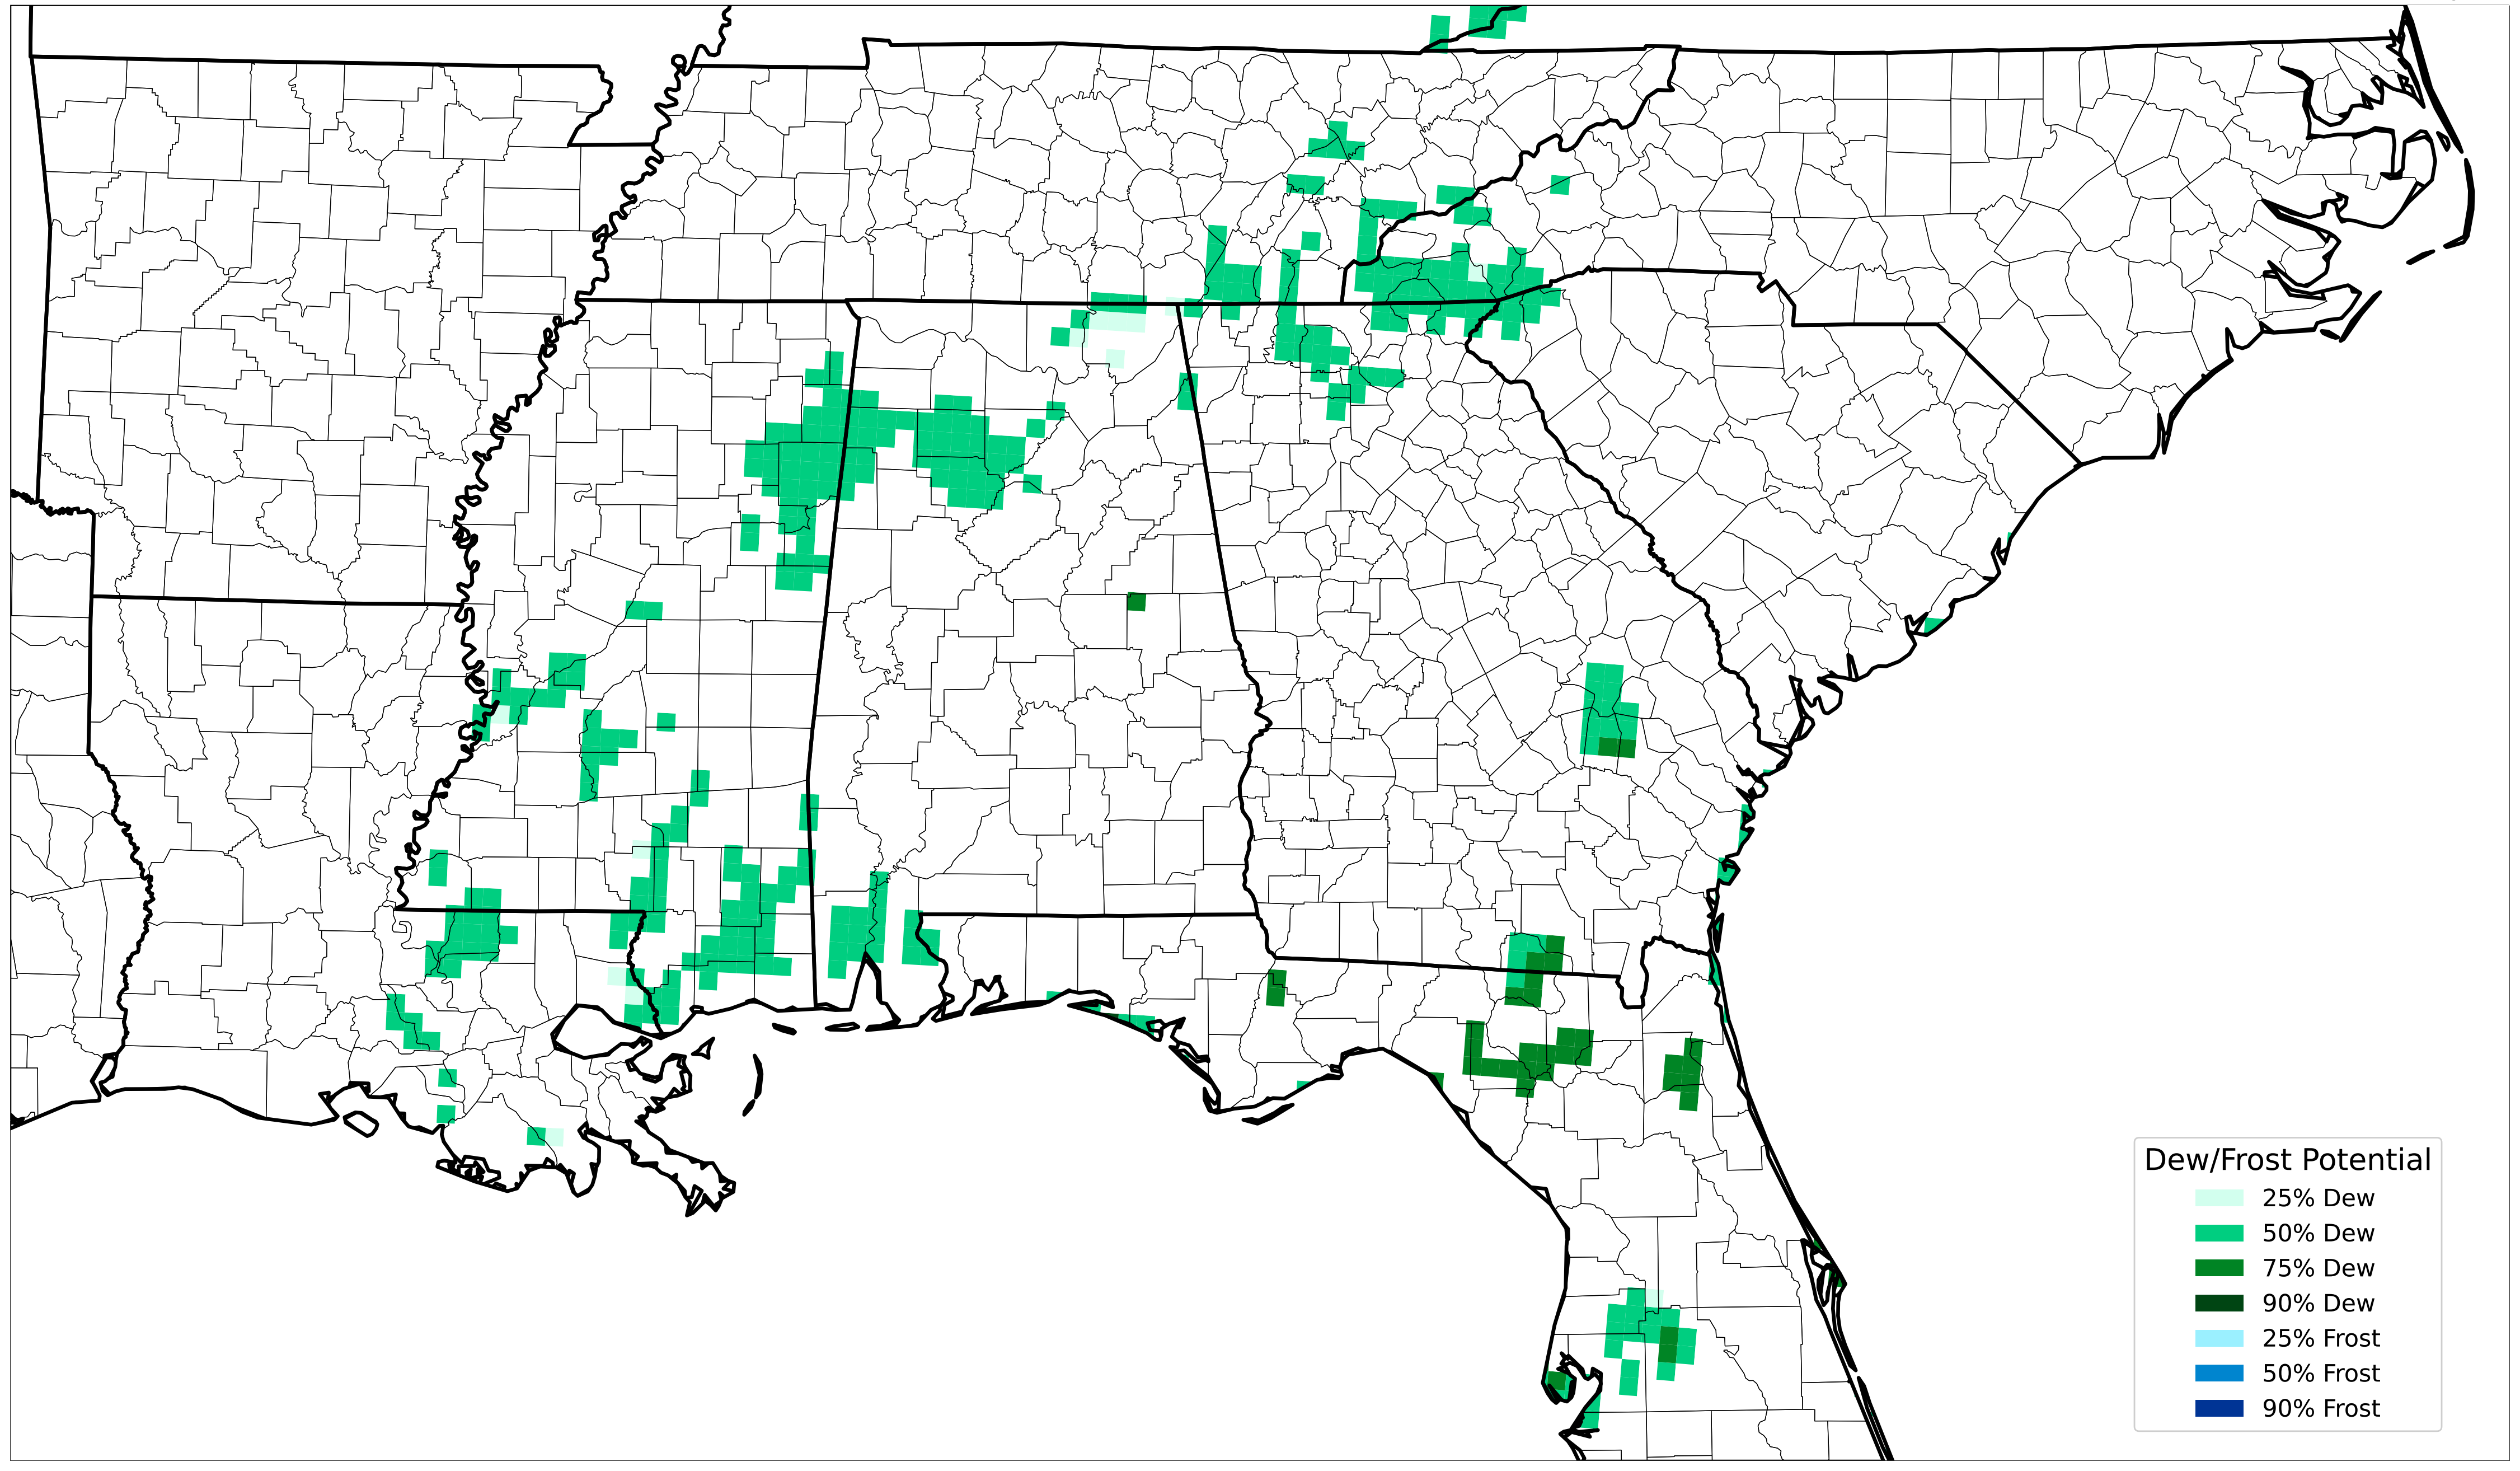 Dew/Frost Potential
25% Dew
50% Dew
75% Dew
90% Dew
25% Frost
50% Frost
90% Frost